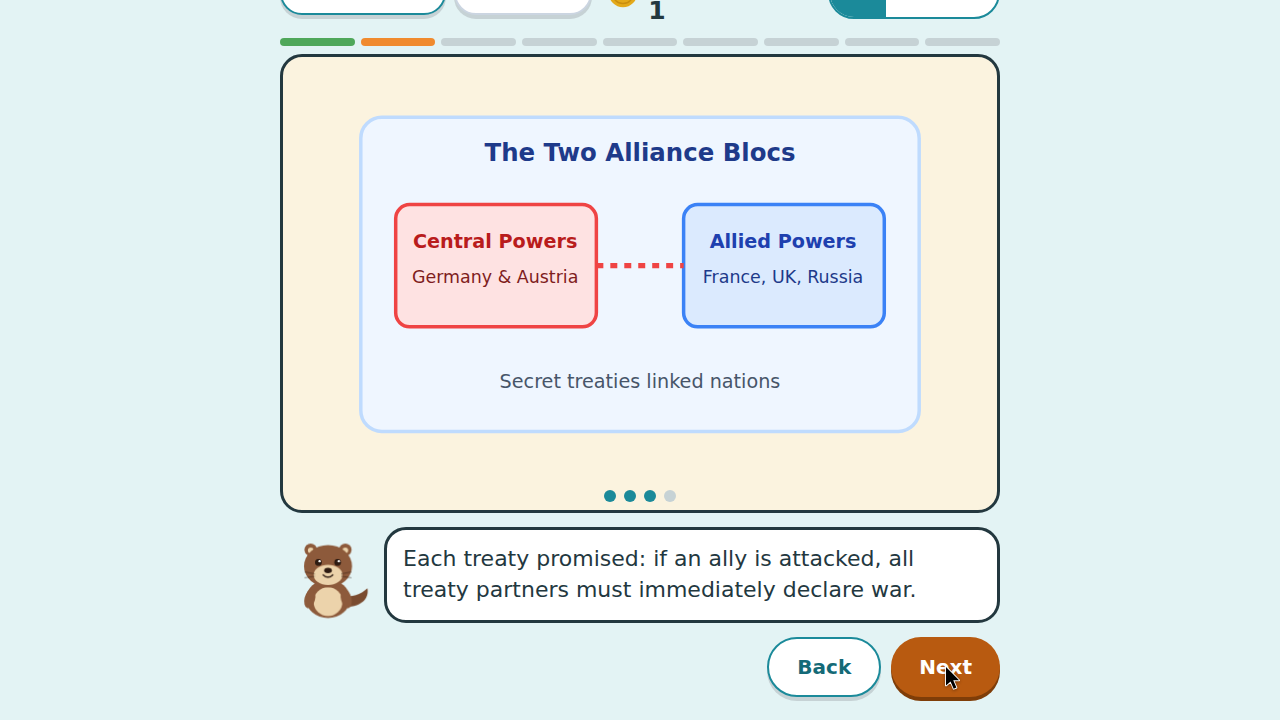 1
The Two Alliance Blocs
Central Powers
Germany & Austria
Allied Powers
France, UK, Russia
Secret treaties linked nations
Each treaty promised: if an ally is attacked, all
treaty partners must immediately declare war.
Back
Next